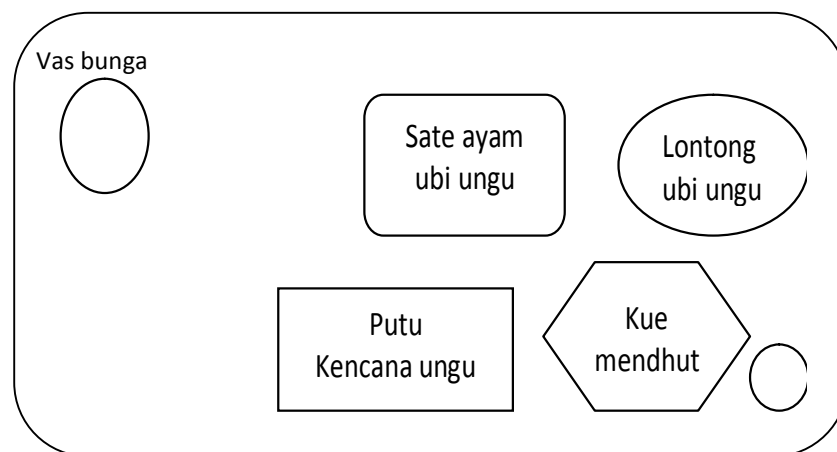 Vas bunga
Sate ayam
ubi ungu
Lontong
ubi ungu
Putu
Kencana ungu
Kue
mendhut